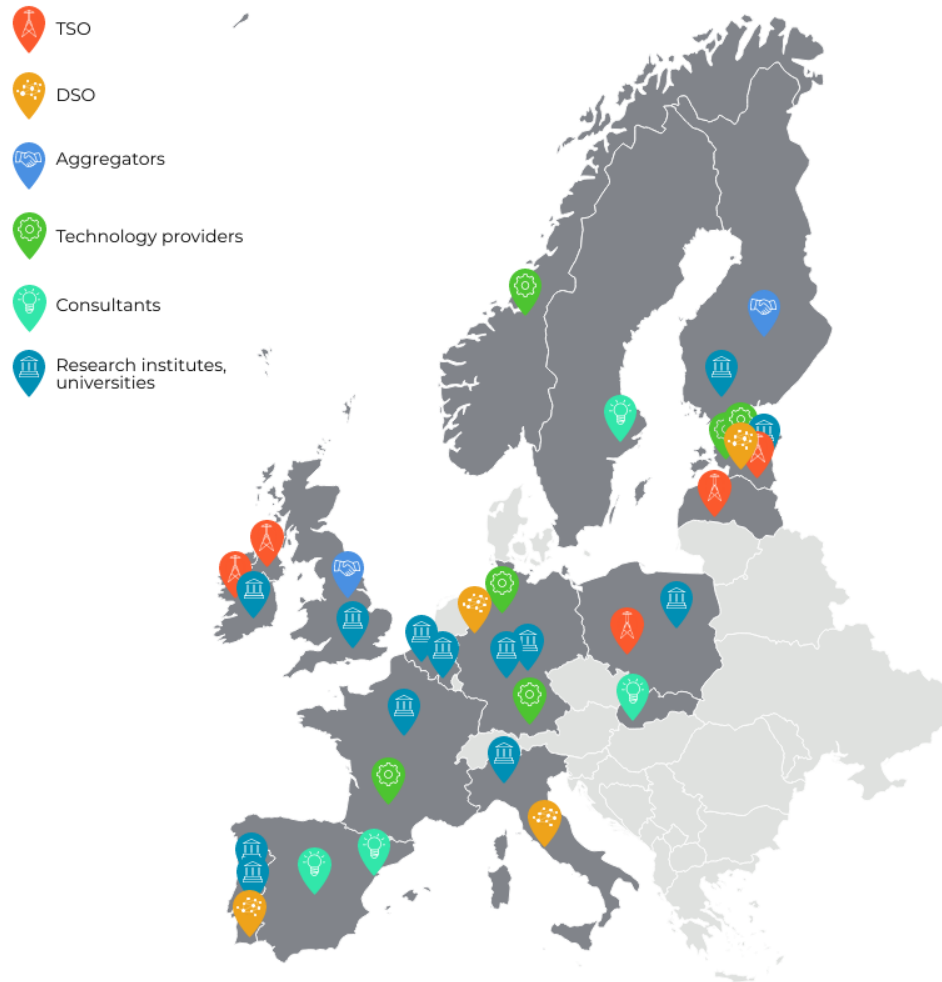 TSO
DSO
Aggregators
Technology providers
Consultants
Research institutes,
universities